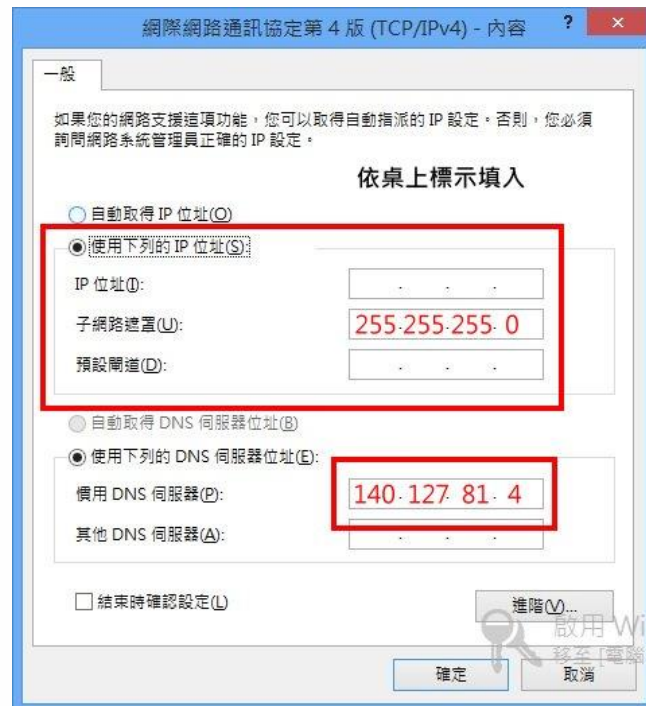 網際網路通訊協定第 4 版 (TCP/IPv4) - 內容 ?
一般
如果您的網路支援這項功能，您可以取得自動指派的 IP 設定。否則，您必須
詢問網路系統管理員正確的 IP 設定。
依桌上標示填入
自動取得 IP 位址(O)
使用下列的 IP 位址(S):
IP 位址(I):
子網路遮罩(U): 255.255.255.0
預設閘道(D):
自動取得 DNS 伺服器位址(B)
使用下列的 DNS 伺服器位址(E):
慣用 DNS 伺服器(P): 140.127.81.4
其他 DNS 伺服器(A):
結束時確認設定(L)
進階(V)...
啟用 Wi
移至 [電腦
確定 取消